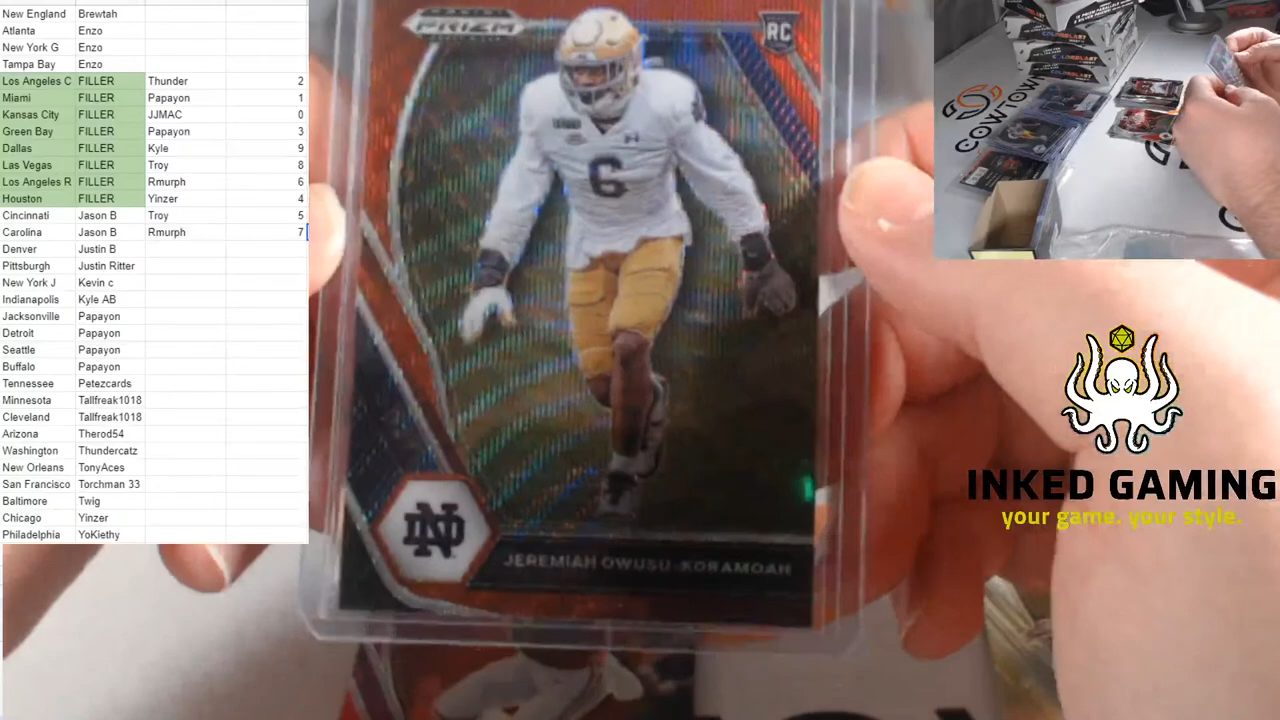 New England Brewtah
Atlanta Enzo
New York G Enzo
Tampa Bay Enzo
Los Angeles C FILLER Thunder 2
Miami FILLER Papayon 1
Kansas City FILLER JJMAC 0
Green Bay FILLER Papayon 3
Dallas FILLER Kyle 9
Las Vegas FILLER Troy 8
Los Angeles R FILLER Rmurph 6
Houston FILLER Yinzer 4
Cincinnati Jason B Troy 5
Carolina Jason B Rmurph 7
Denver Justin B
Pittsburgh Justin Ritter
New York J Kevin c
Indianapolis Kyle AB
Jacksonville Papayon
Detroit Papayon
Seattle Papayon
Buffalo Papayon
Tennessee Petezcards
Minnesota Tallfreak1018
Cleveland Tallfreak1018
Arizona Therod54
Washington Thundercatz
New Orleans TonyAces
San Francisco Torchman 33
Baltimore Twig
Chicago Yinzer
Philadelphia YoKiethy
PRIZM
RC
6
ND
JEREMIAH OWUSU-KORAMOAH
COWTOWN
INKED GAMING
your game. your style.